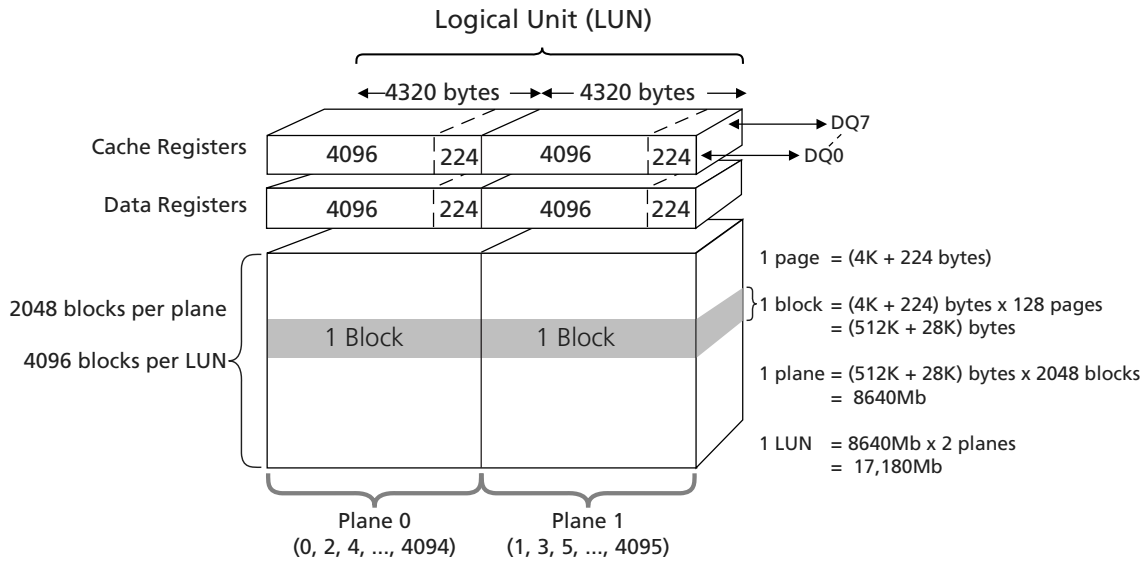 Logical Unit (LUN)
4320 bytes 4320 bytes
DQ7
Cache Registers 4096 224 4096 224 DQ0
Data Registers 4096 224 4096 224
1 page = (4K + 224 bytes)
2048 blocks per plane
1 Block 1 Block
1 block = (4K + 224) bytes x 128 pages
= (512K + 28K) bytes
4096 blocks per LUN
1 plane = (512K + 28K) bytes x 2048 blocks
= 8640Mb
1 LUN = 8640Mb x 2 planes
= 17,180Mb
Plane 0
(0, 2, 4, ..., 4094)
Plane 1
(1, 3, 5, ..., 4095)